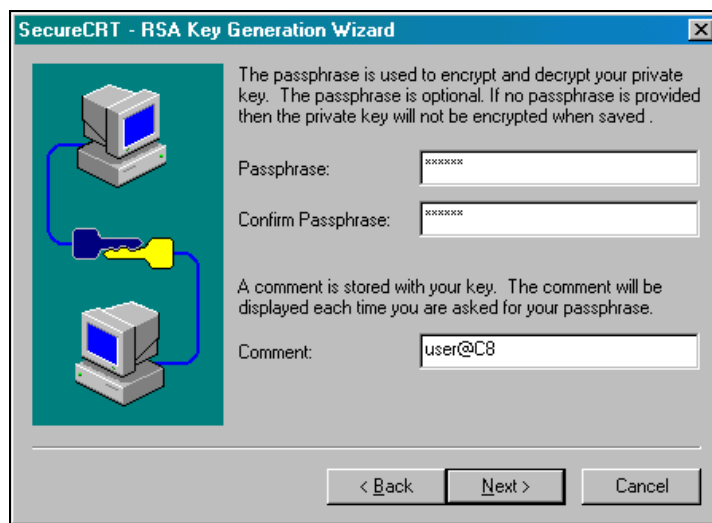 SecureCRT - RSA Key Generation Wizard
The passphrase is used to encrypt and decrypt your private
key. The passphrase is optional. If no passphrase is provided
then the private key will not be encrypted when saved .
Passphrase: ******
Confirm Passphrase: ******
A comment is stored with your key. The comment will be
displayed each time you are asked for your passphrase.
Comment: user@C8
< Back Next > Cancel